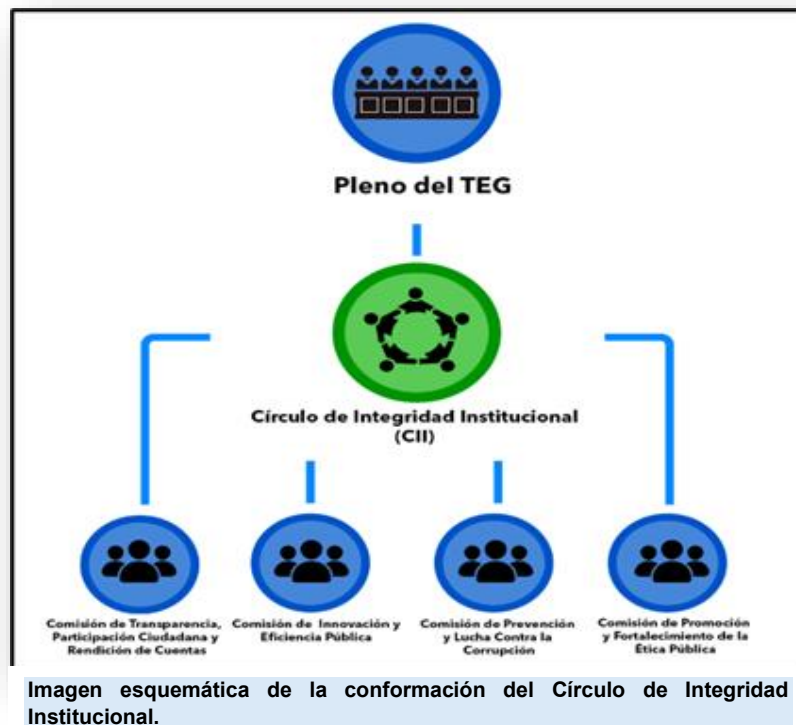 Pleno del TEG
Círculo de Integridad Institucional
(CII)
Comisión de Transparencia,
Participación Ciudadana y
Rendición de Cuentas
Comisión de Innovación y
Eficiencia Pública
Comisión de Prevención
y Lucha Contra la
Corrupción
Comisión de Promoción
y Fortalecimiento de la
Ética Pública
Imagen esquemática de la conformación del Círculo de Integridad
Institucional.